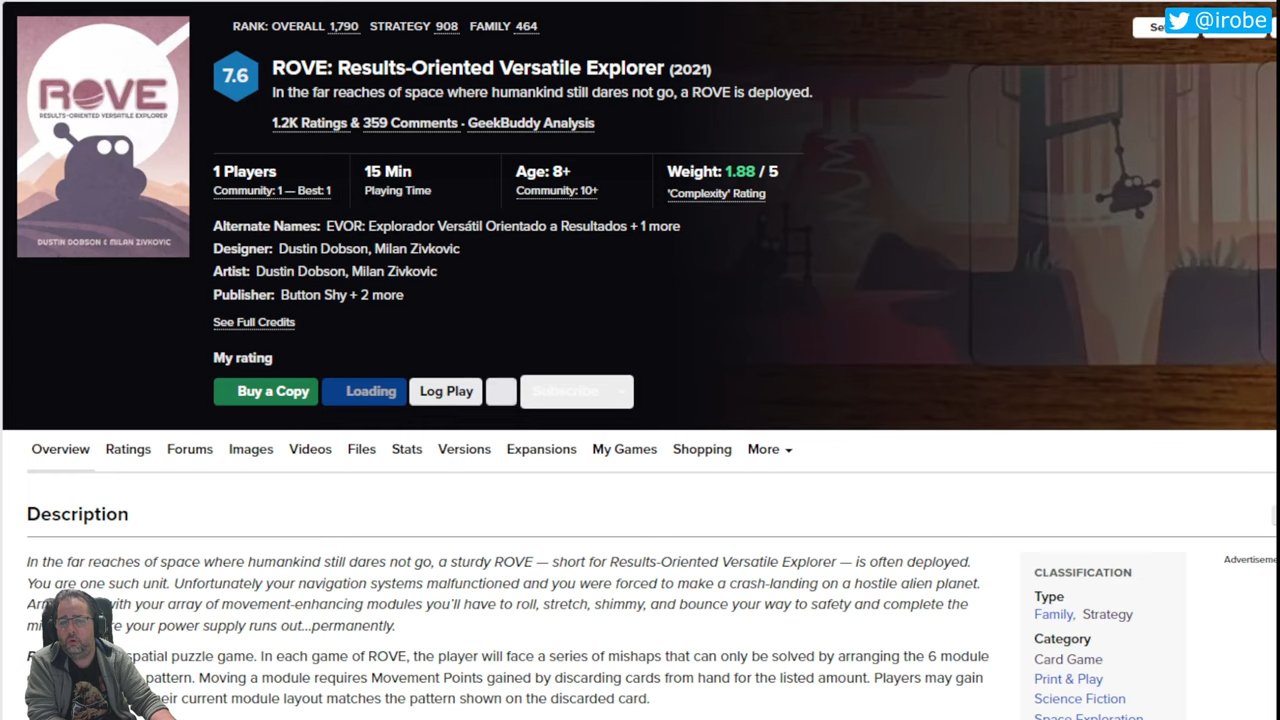 RANK: OVERALL 1,790 STRATEGY 908 FAMILY 464
@irobe
ROVE
RESULTS-ORIENTED VERSATILE EXPLORER
DUSTIN DOBSON & MILAN ZIVKOVIC
7.6
ROVE: Results-Oriented Versatile Explorer (2021)
In the far reaches of space where humankind still dares not go, a ROVE is deployed.
1.2K Ratings & 359 Comments · GeekBuddy Analysis
1 Players 15 Min Age: 8+ Weight: 1.88 / 5
Community: 1 — Best: 1 Playing Time Community: 10+ 'Complexity' Rating
Alternate Names: EVOR: Explorador Versátil Orientado a Resultados + 1 more
Designer: Dustin Dobson, Milan Zivkovic
Artist: Dustin Dobson, Milan Zivkovic
Publisher: Button Shy + 2 more
See Full Credits
My rating
Buy a Copy Loading Log Play Subscribe
Overview Ratings Forums Images Videos Files Stats Versions Expansions My Games Shopping More
Description
In the far reaches of space where humankind still dares not go, a sturdy ROVE — short for Results-Oriented Versatile Explorer — is often deployed.
You are one such unit. Unfortunately your navigation systems malfunctioned and you were forced to make a crash-landing on a hostile alien planet.
with your array of movement-enhancing modules you'll have to roll, stretch, shimmy, and bounce your way to safety and complete the
your power supply runs out...permanently.
spatial puzzle game. In each game of ROVE, the player will face a series of mishaps that can only be solved by arranging the 6 module
pattern. Moving a module requires Movement Points gained by discarding cards from hand for the listed amount. Players may gain
their current module layout matches the pattern shown on the discarded card.
Advertiseme
CLASSIFICATION
Type
Family, Strategy
Category
Card Game
Print & Play
Science Fiction
Space Exploration